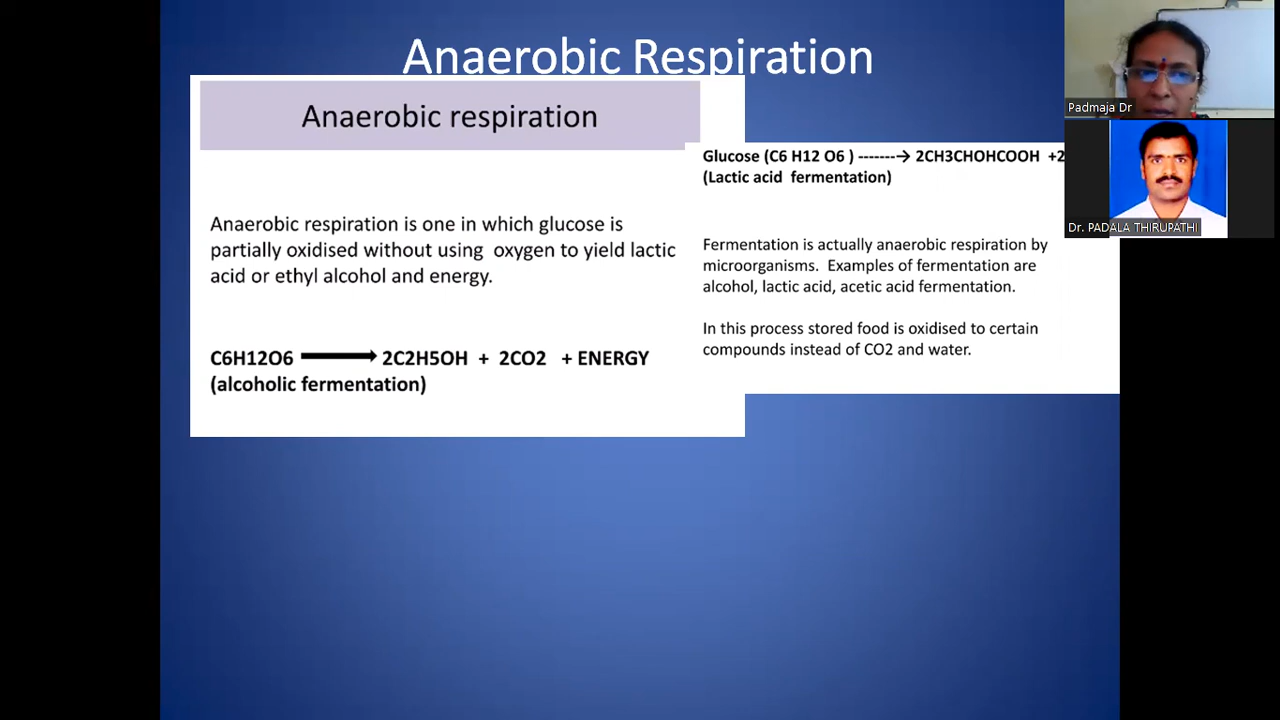 Anaerobic Respiration
Anaerobic respiration
Anaerobic respiration is one in which glucose is
partially oxidised without using oxygen to yield lactic
acid or ethyl alcohol and energy.
C6H12O6 → 2C2H5OH + 2CO2 + ENERGY
(alcoholic fermentation)
Glucose (C6 H12 O6 ) -------→ 2CH3CHOHCOOH +2
(Lactic acid fermentation)
Fermentation is actually anaerobic respiration by
microorganisms. Examples of fermentation are
alcohol, lactic acid, acetic acid fermentation.
In this process stored food is oxidised to certain
compounds instead of CO2 and water.
Padmaja Dr
Dr. PADALA THIRUPATHI